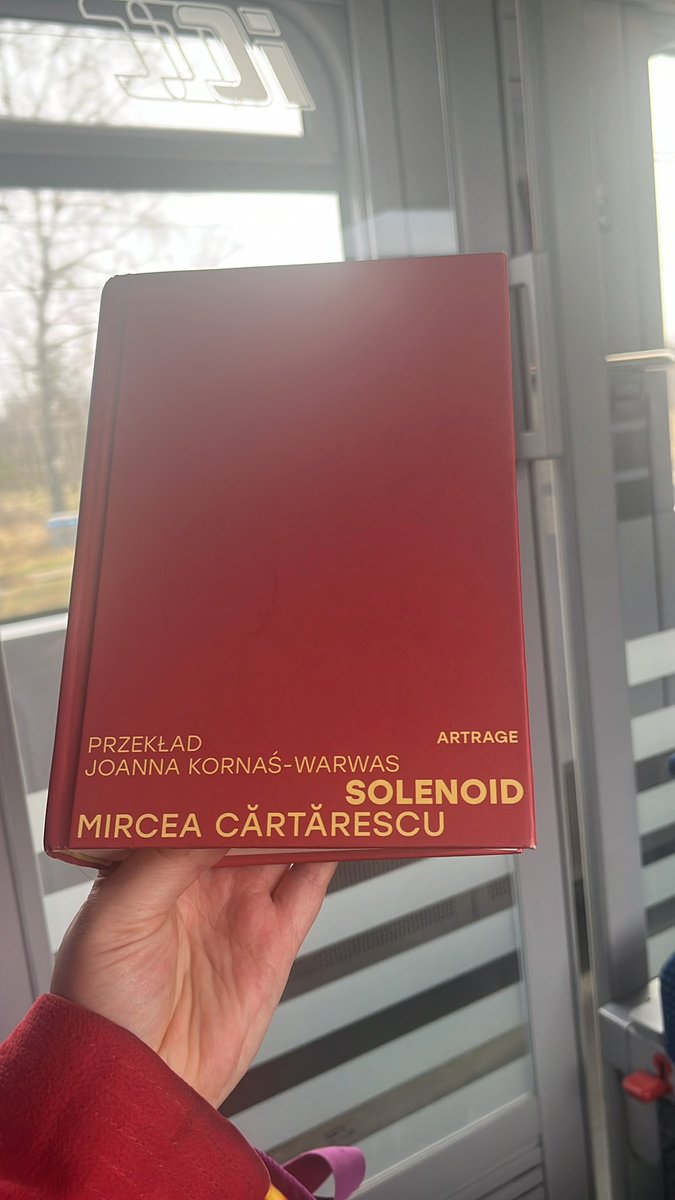 PRZEKŁAD
JOANNA KORNAŚ-WARWAS
ARTRAGE
SOLENOID
MIRCEA CĂRTĂRESCU